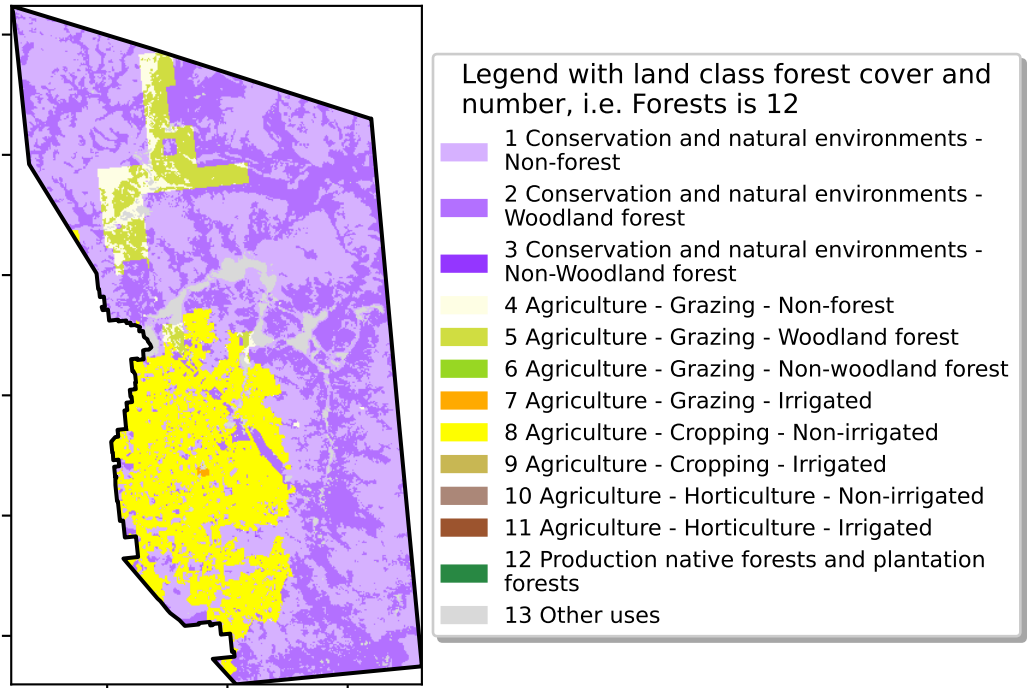 Legend with land class forest cover and
number, i.e. Forests is 12
1 Conservation and natural environments -
Non-forest
2 Conservation and natural environments -
Woodland forest
3 Conservation and natural environments -
Non-Woodland forest
4 Agriculture - Grazing - Non-forest
5 Agriculture - Grazing - Woodland forest
6 Agriculture - Grazing - Non-woodland forest
7 Agriculture - Grazing - Irrigated
8 Agriculture - Cropping - Non-irrigated
9 Agriculture - Cropping - Irrigated
10 Agriculture - Horticulture - Non-irrigated
11 Agriculture - Horticulture - Irrigated
12 Production native forests and plantation
forests
13 Other uses